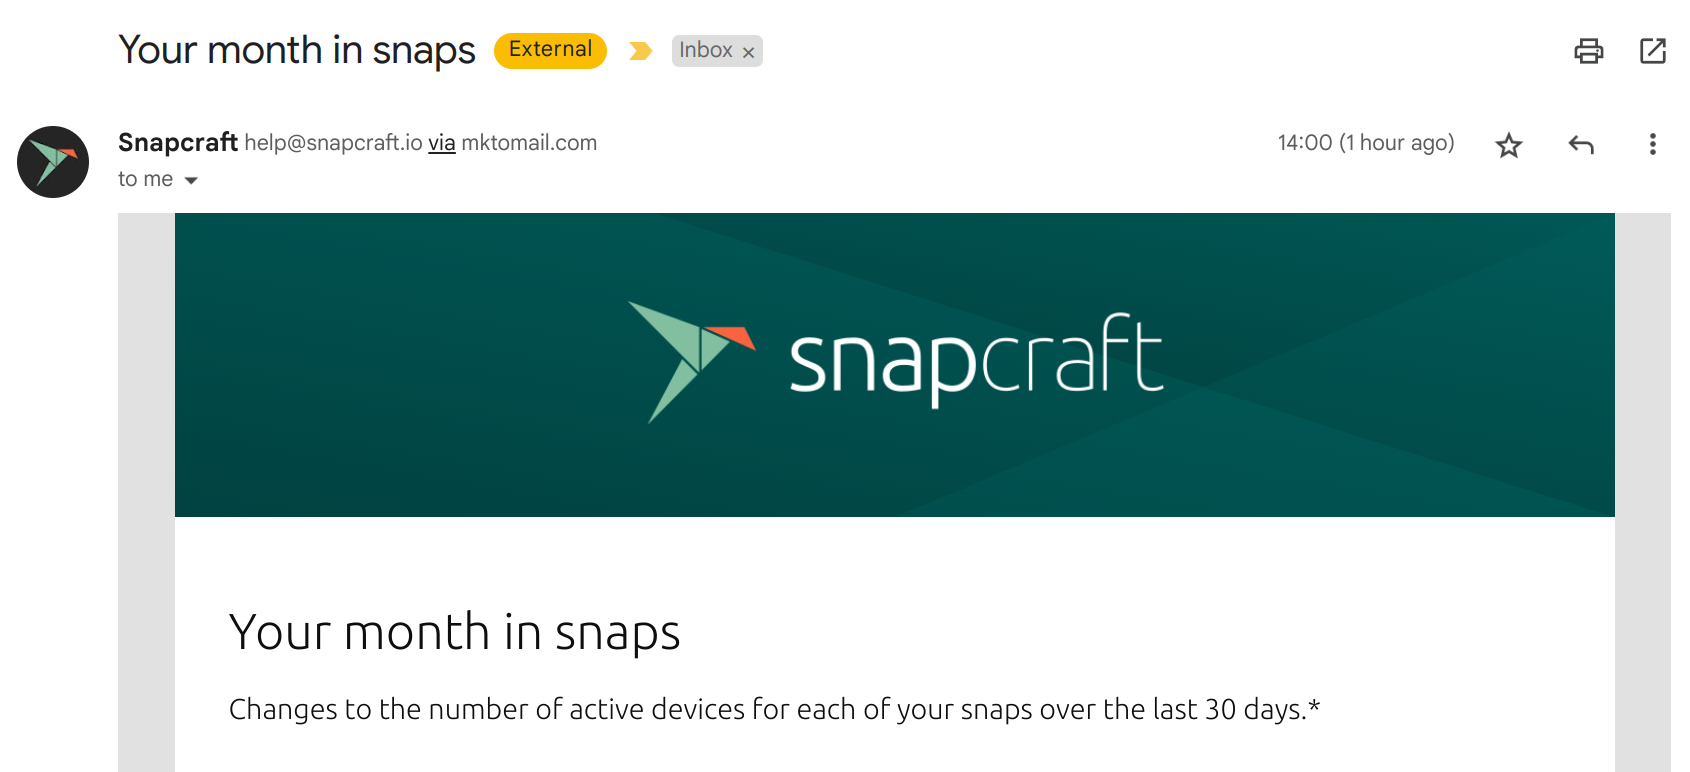 Your month in snaps External Inbox ×
Snapcraft help@snapcraft.io via mktomail.com 14:00 (1 hour ago)
to me
snapcraft
Your month in snaps
Changes to the number of active devices for each of your snaps over the last 30 days.*